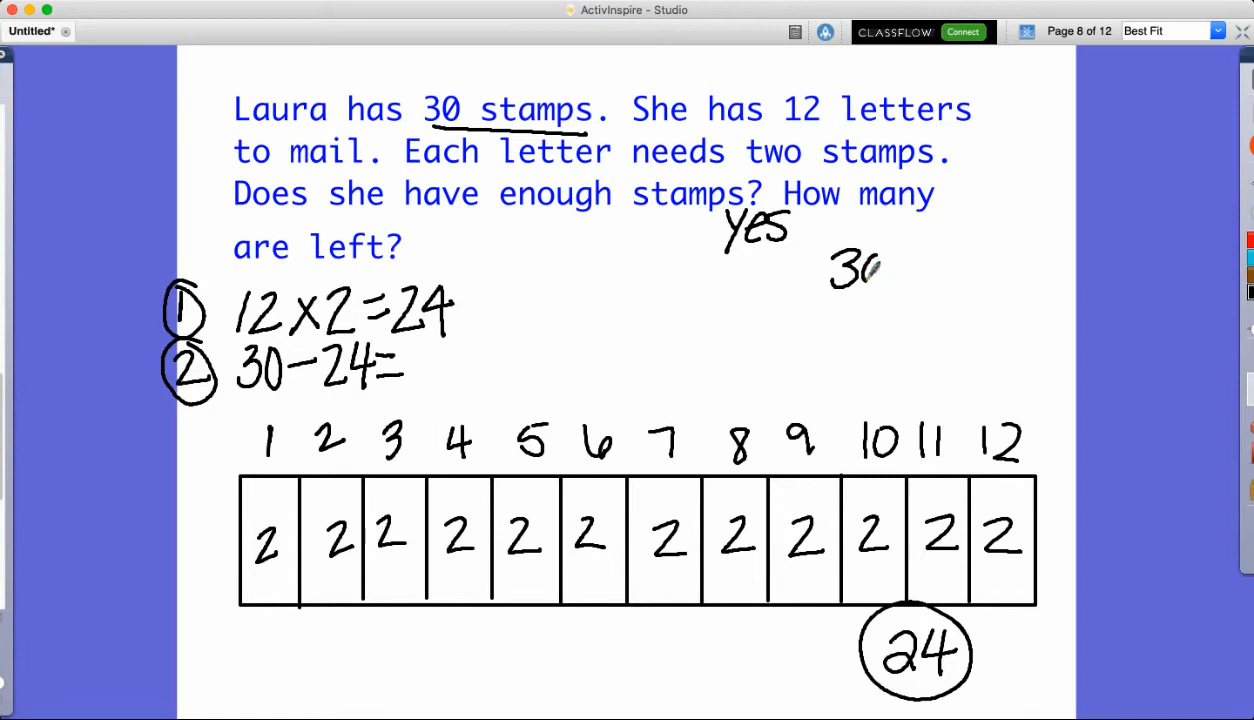 ActivInspire - Studio
Untitled*
CLASSFLOW Connect
Page 8 of 12
Best Fit
Laura has 30 stamps. She has 12 letters
to mail. Each letter needs two stamps.
Does she have enough stamps? How many
are left?
yes
30
1 12 x 2 = 24
2 30 - 24 =
1 2 3 4 5 6 7 8 9 10 11 12
2 2 2 2 2 2 2 2 2 2 2 2
24